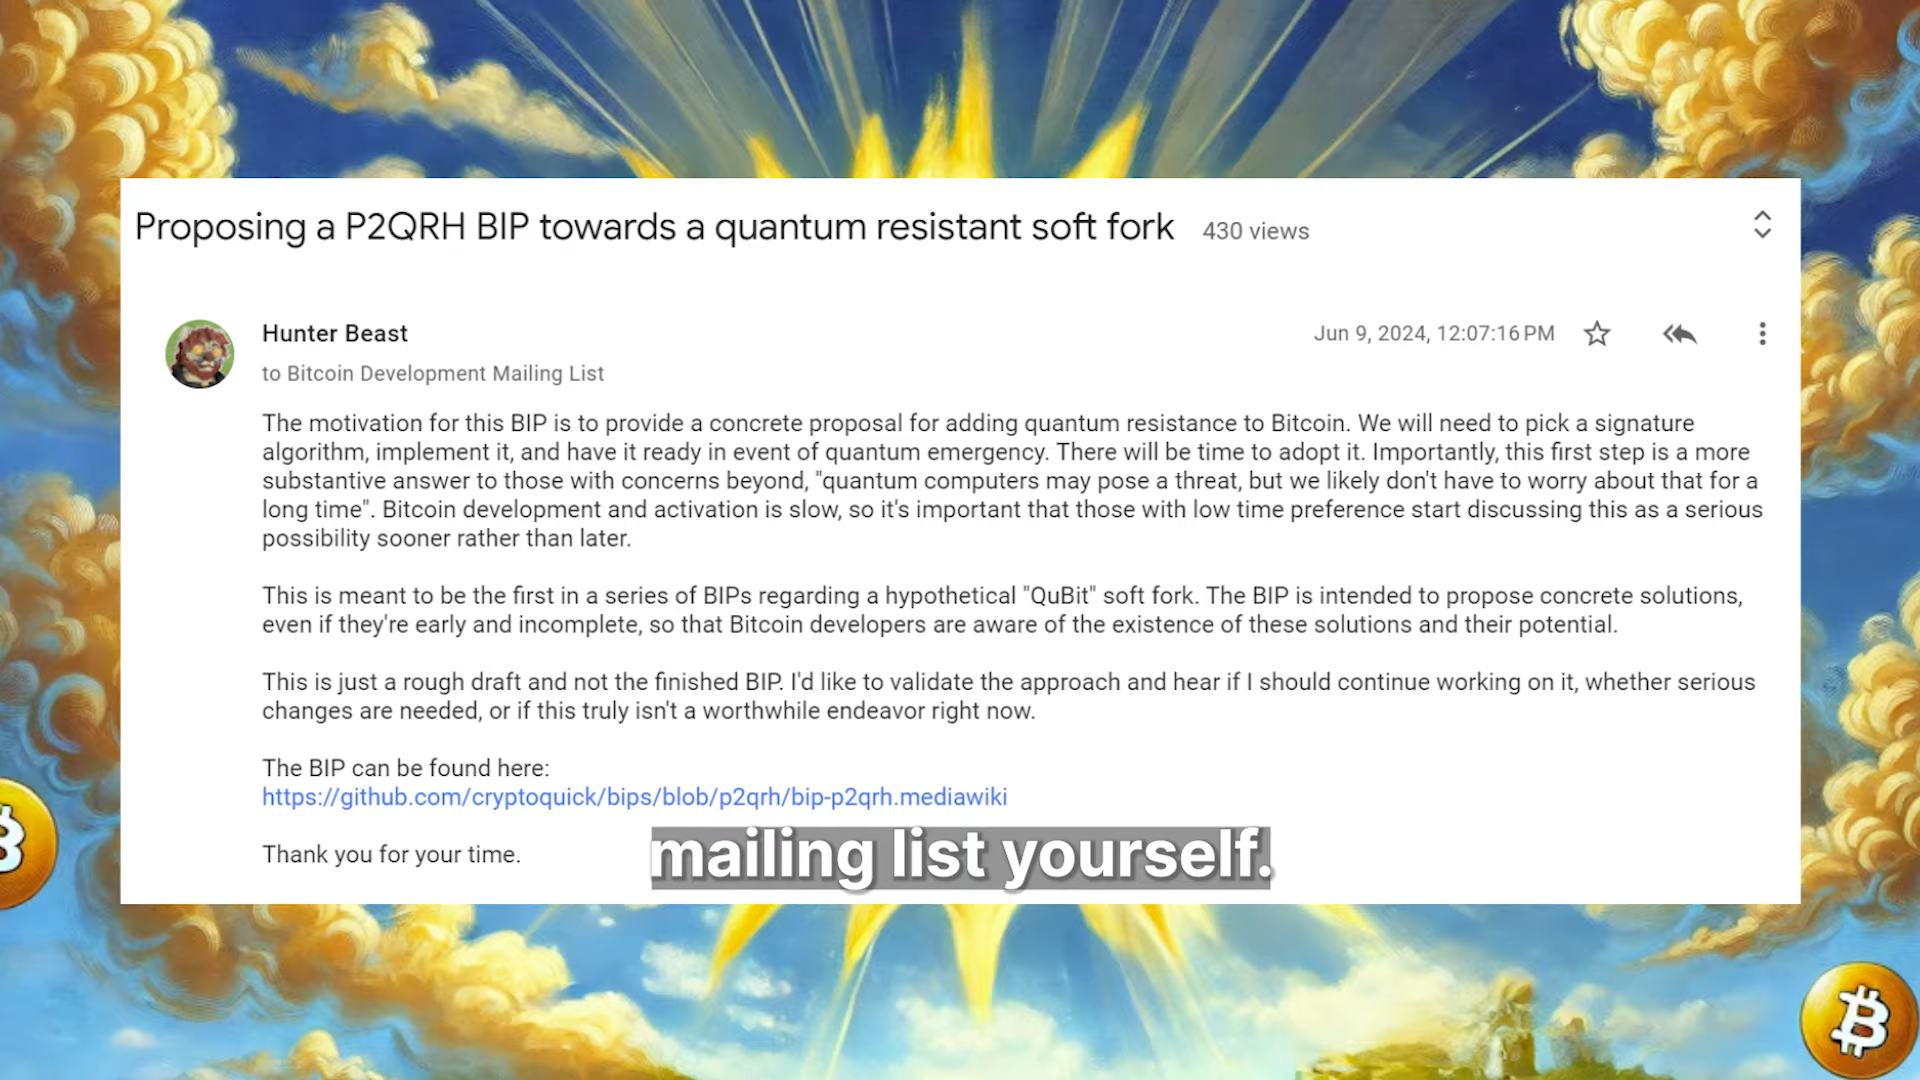 Proposing a P2QRH BIP towards a quantum resistant soft fork 430 views
Hunter Beast Jun 9, 2024, 12:07:16 PM
to Bitcoin Development Mailing List
The motivation for this BIP is to provide a concrete proposal for adding quantum resistance to Bitcoin. We will need to pick a signature
algorithm, implement it, and have it ready in event of quantum emergency. There will be time to adopt it. Importantly, this first step is a more
substantive answer to those with concerns beyond, "quantum computers may pose a threat, but we likely don't have to worry about that for a
long time". Bitcoin development and activation is slow, so it's important that those with low time preference start discussing this as a serious
possibility sooner rather than later.
This is meant to be the first in a series of BIPs regarding a hypothetical "QuBit" soft fork. The BIP is intended to propose concrete solutions,
even if they're early and incomplete, so that Bitcoin developers are aware of the existence of these solutions and their potential.
This is just a rough draft and not the finished BIP. I'd like to validate the approach and hear if I should continue working on it, whether serious
changes are needed, or if this truly isn't a worthwhile endeavor right now.
The BIP can be found here:
https://github.com/cryptoquick/bips/blob/p2qrh/bip-p2qrh.mediawiki
Thank you for your time.
mailing list yourself.